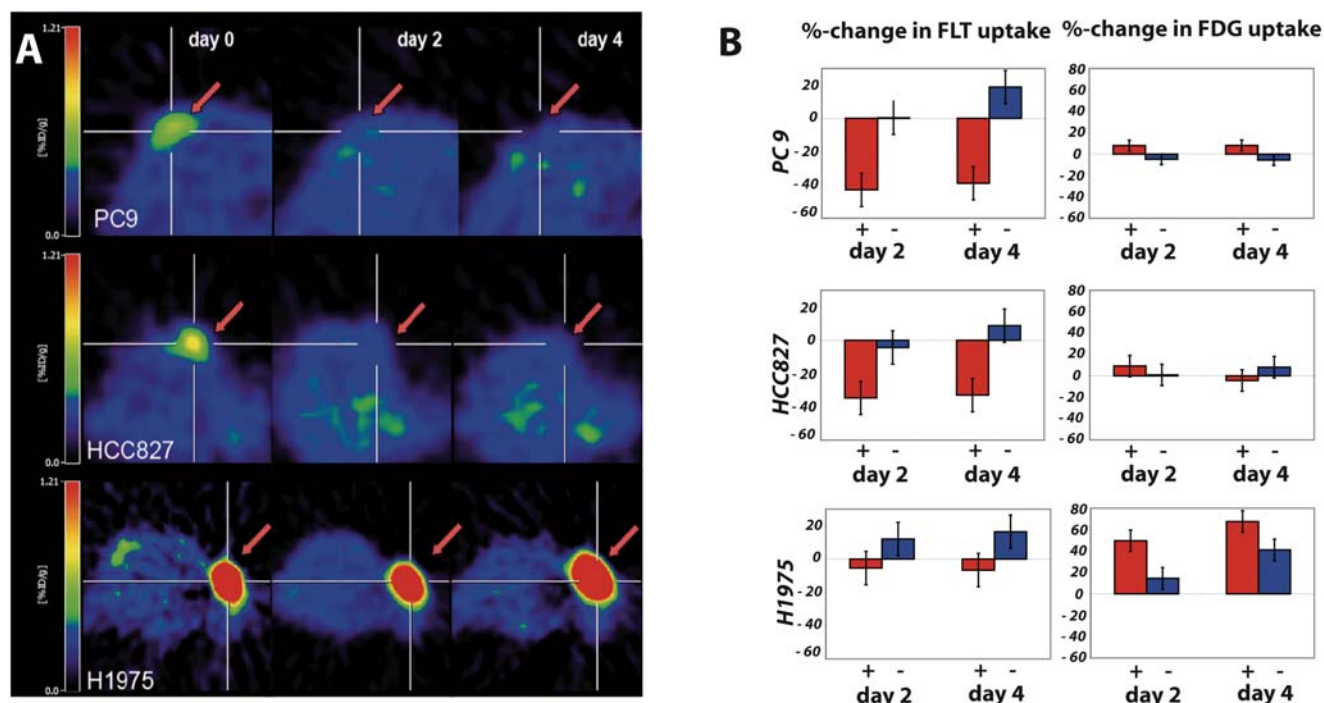 A
day 0 day 2 day 4
1.21
[%ID/g]
0.0
PC9
1.21
[%ID/g]
0.0
HCC827
1.21
[%ID/g]
0.0
H1975
B
%-change in FLT uptake %-change in FDG uptake
PC 9
20
0
- 20
- 40
- 60
+ - + -
day 2 day 4
80
60
40
20
0
- 20
- 40
- 60
+ - + -
day 2 day 4
HCC827
20
0
- 20
- 40
- 60
+ - + -
day 2 day 4
80
60
40
20
0
- 20
- 40
- 60
+ - + -
day 2 day 4
H1975
20
0
- 20
- 40
- 60
+ - + -
day 2 day 4
80
60
40
20
0
- 20
- 40
- 60
+ - + -
day 2 day 4